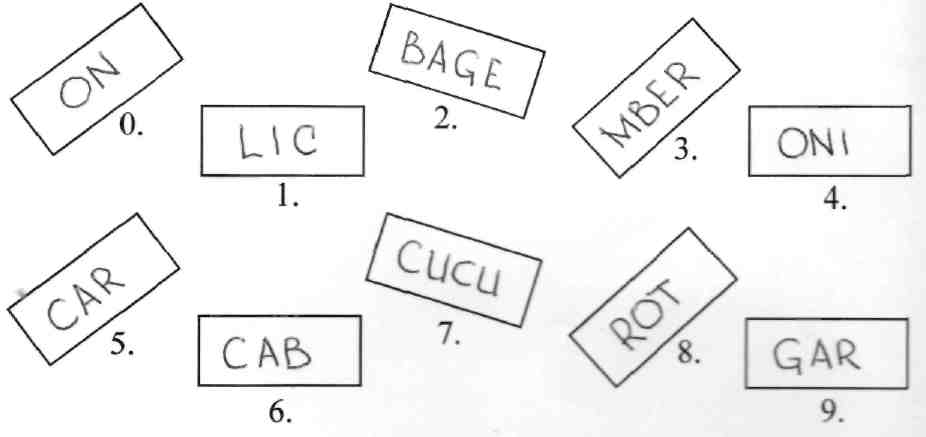 ON
0.
LIC
1.
BAGE
2.
MBER
3.
ONI
4.
CAR
5.
CAB
6.
CUCU
7.
ROT
8.
GAR
9.